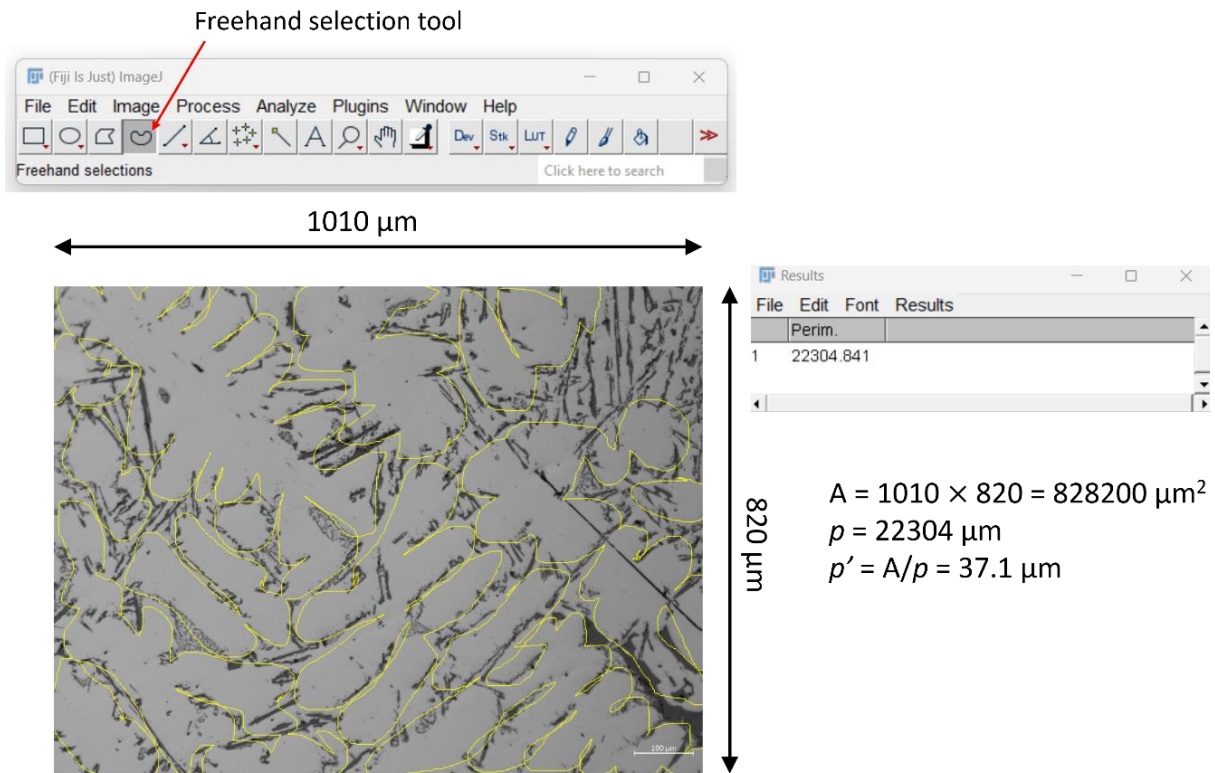 Freehand selection tool
(Fiji Is Just) ImageJ
File Edit Image Process Analyze Plugins Window Help
A Dev Stk LUT >>
Freehand selections Click here to search
1010 µm
Results
File Edit Font Results
Perim.
1 22304.841
820 µm
A = 1010 × 820 = 828200 µm²
p = 22304 µm
p′ = A/p = 37.1 µm
100 µm